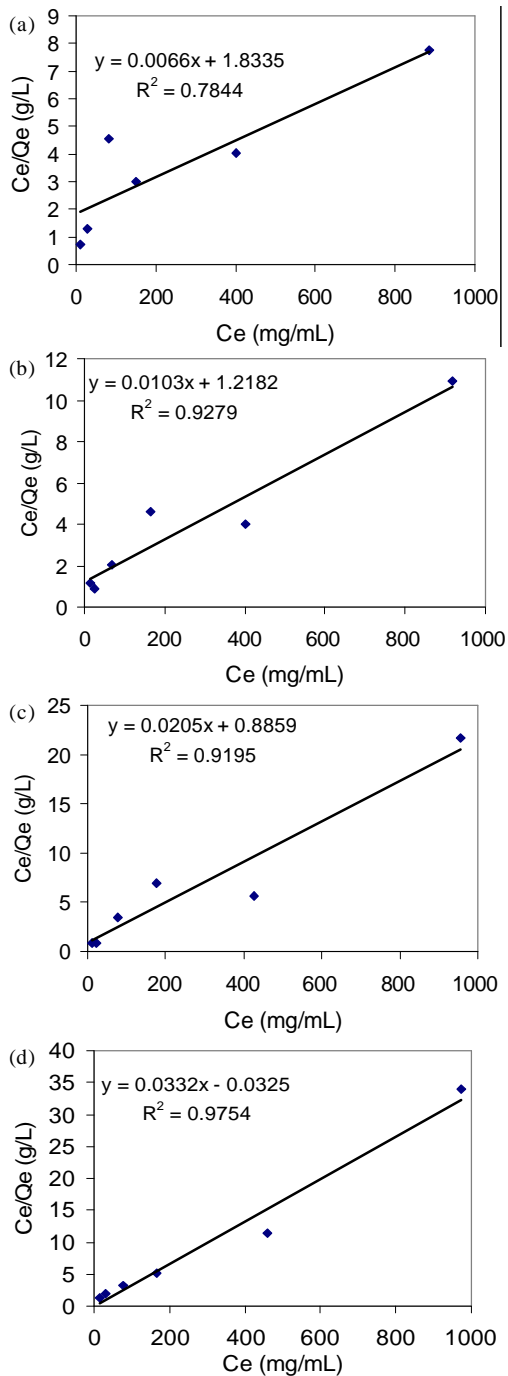 (a)
9
8
7
6
5
4
3
2
1
0
Ce/Qe (g/L)
y = 0.0066x + 1.8335
R² = 0.7844
0 200 400 600 800 1000
Ce (mg/mL)
(b)
12
10
8
6
4
2
0
Ce/Qe (g/L)
y = 0.0103x + 1.2182
R² = 0.9279
0 200 400 600 800 1000
Ce (mg/mL)
(c)
25
20
15
10
5
0
Ce/Qe (g/L)
y = 0.0205x + 0.8859
R² = 0.9195
0 200 400 600 800 1000
Ce (mg/mL)
(d)
40
35
30
25
20
15
10
5
0
Ce/Qe (g/L)
y = 0.0332x - 0.0325
R² = 0.9754
0 200 400 600 800 1000
Ce (mg/mL)